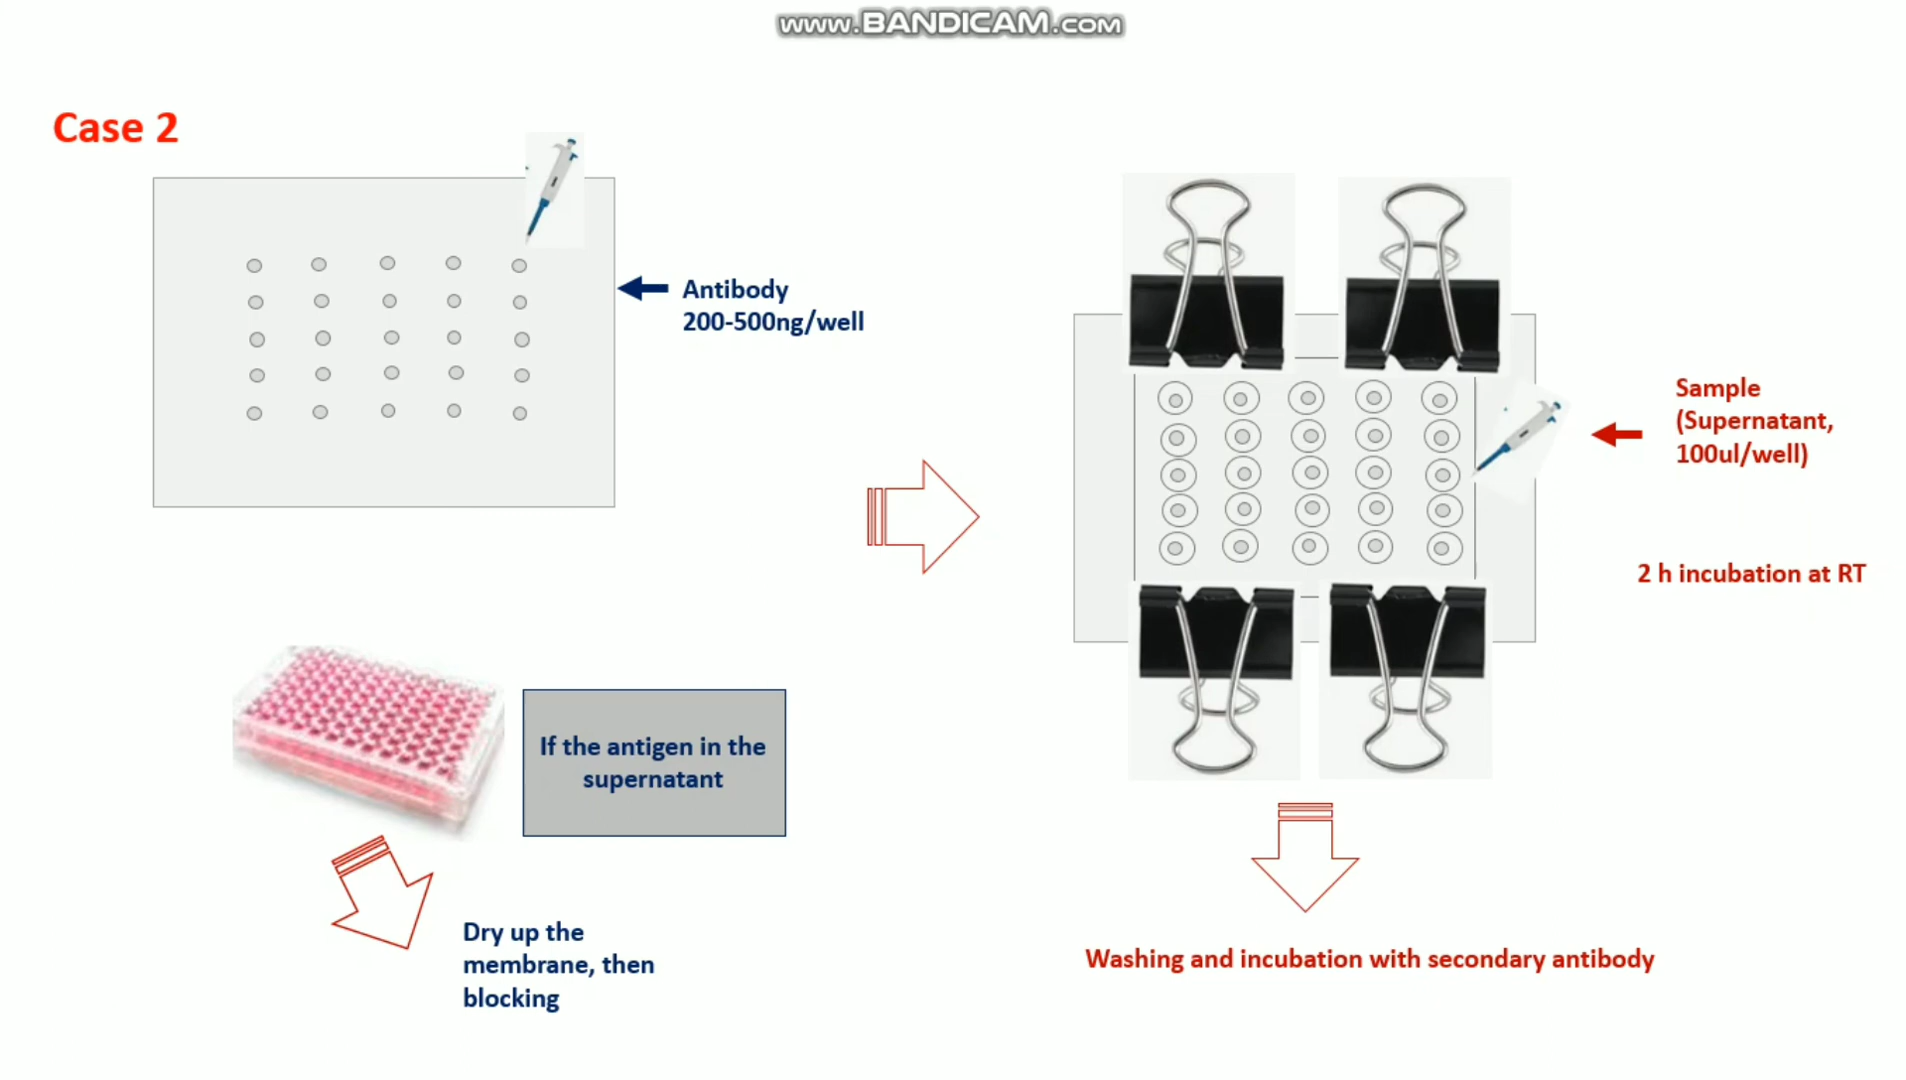 www.BANDICAM.com
Case 2
Antibody
200-500ng/well
Sample
(Supernatant,
100ul/well)
2 h incubation at RT
If the antigen in the
supernatant
Dry up the
membrane, then
blocking
Washing and incubation with secondary antibody